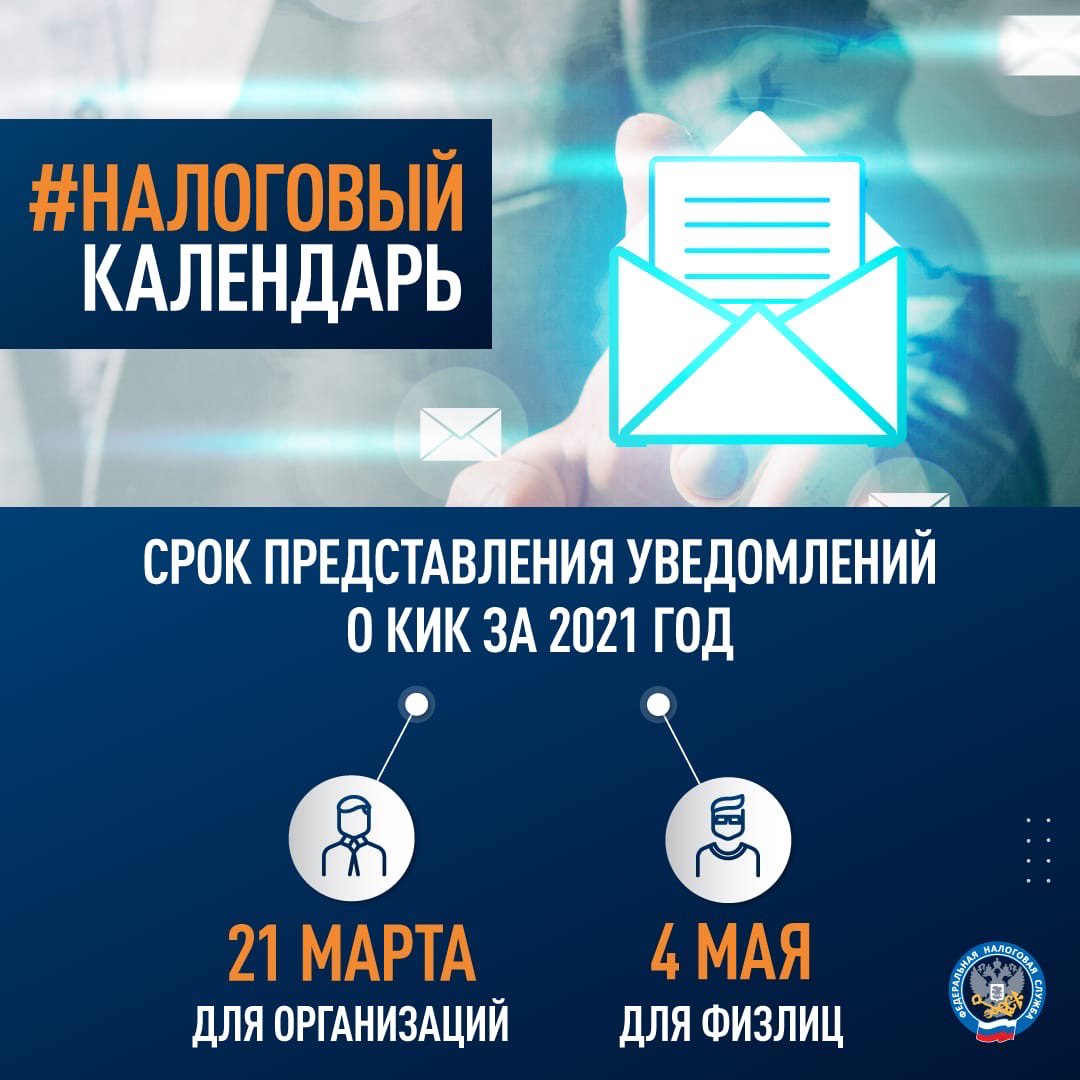 #НАЛОГОВЫЙ
КАЛЕНДАРЬ
СРОК ПРЕДСТАВЛЕНИЯ УВЕДОМЛЕНИЙ
О КИК ЗА 2021 ГОД
21 МАРТА
ДЛЯ ОРГАНИЗАЦИЙ
4 МАЯ
ДЛЯ ФИЗЛИЦ
ФЕДЕРАЛЬНАЯ НАЛОГОВАЯ СЛУЖБА